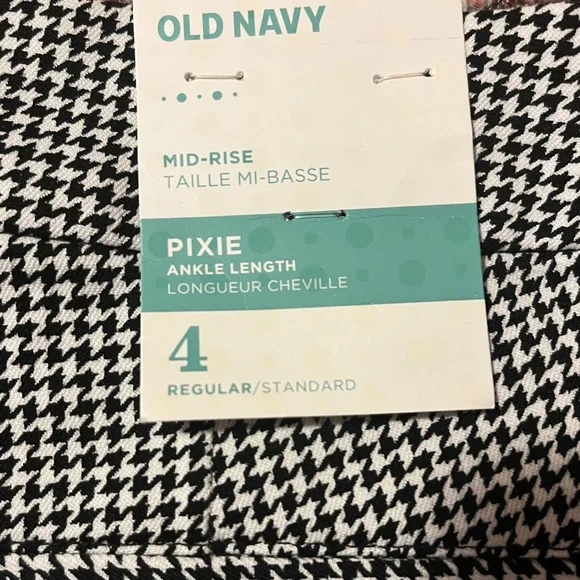 OLD NAVY
MID-RISE
TAILLE MI-BASSE
PIXIE
ANKLE LENGTH
LONGUEUR CHEVILLE
4
REGULAR/STANDARD